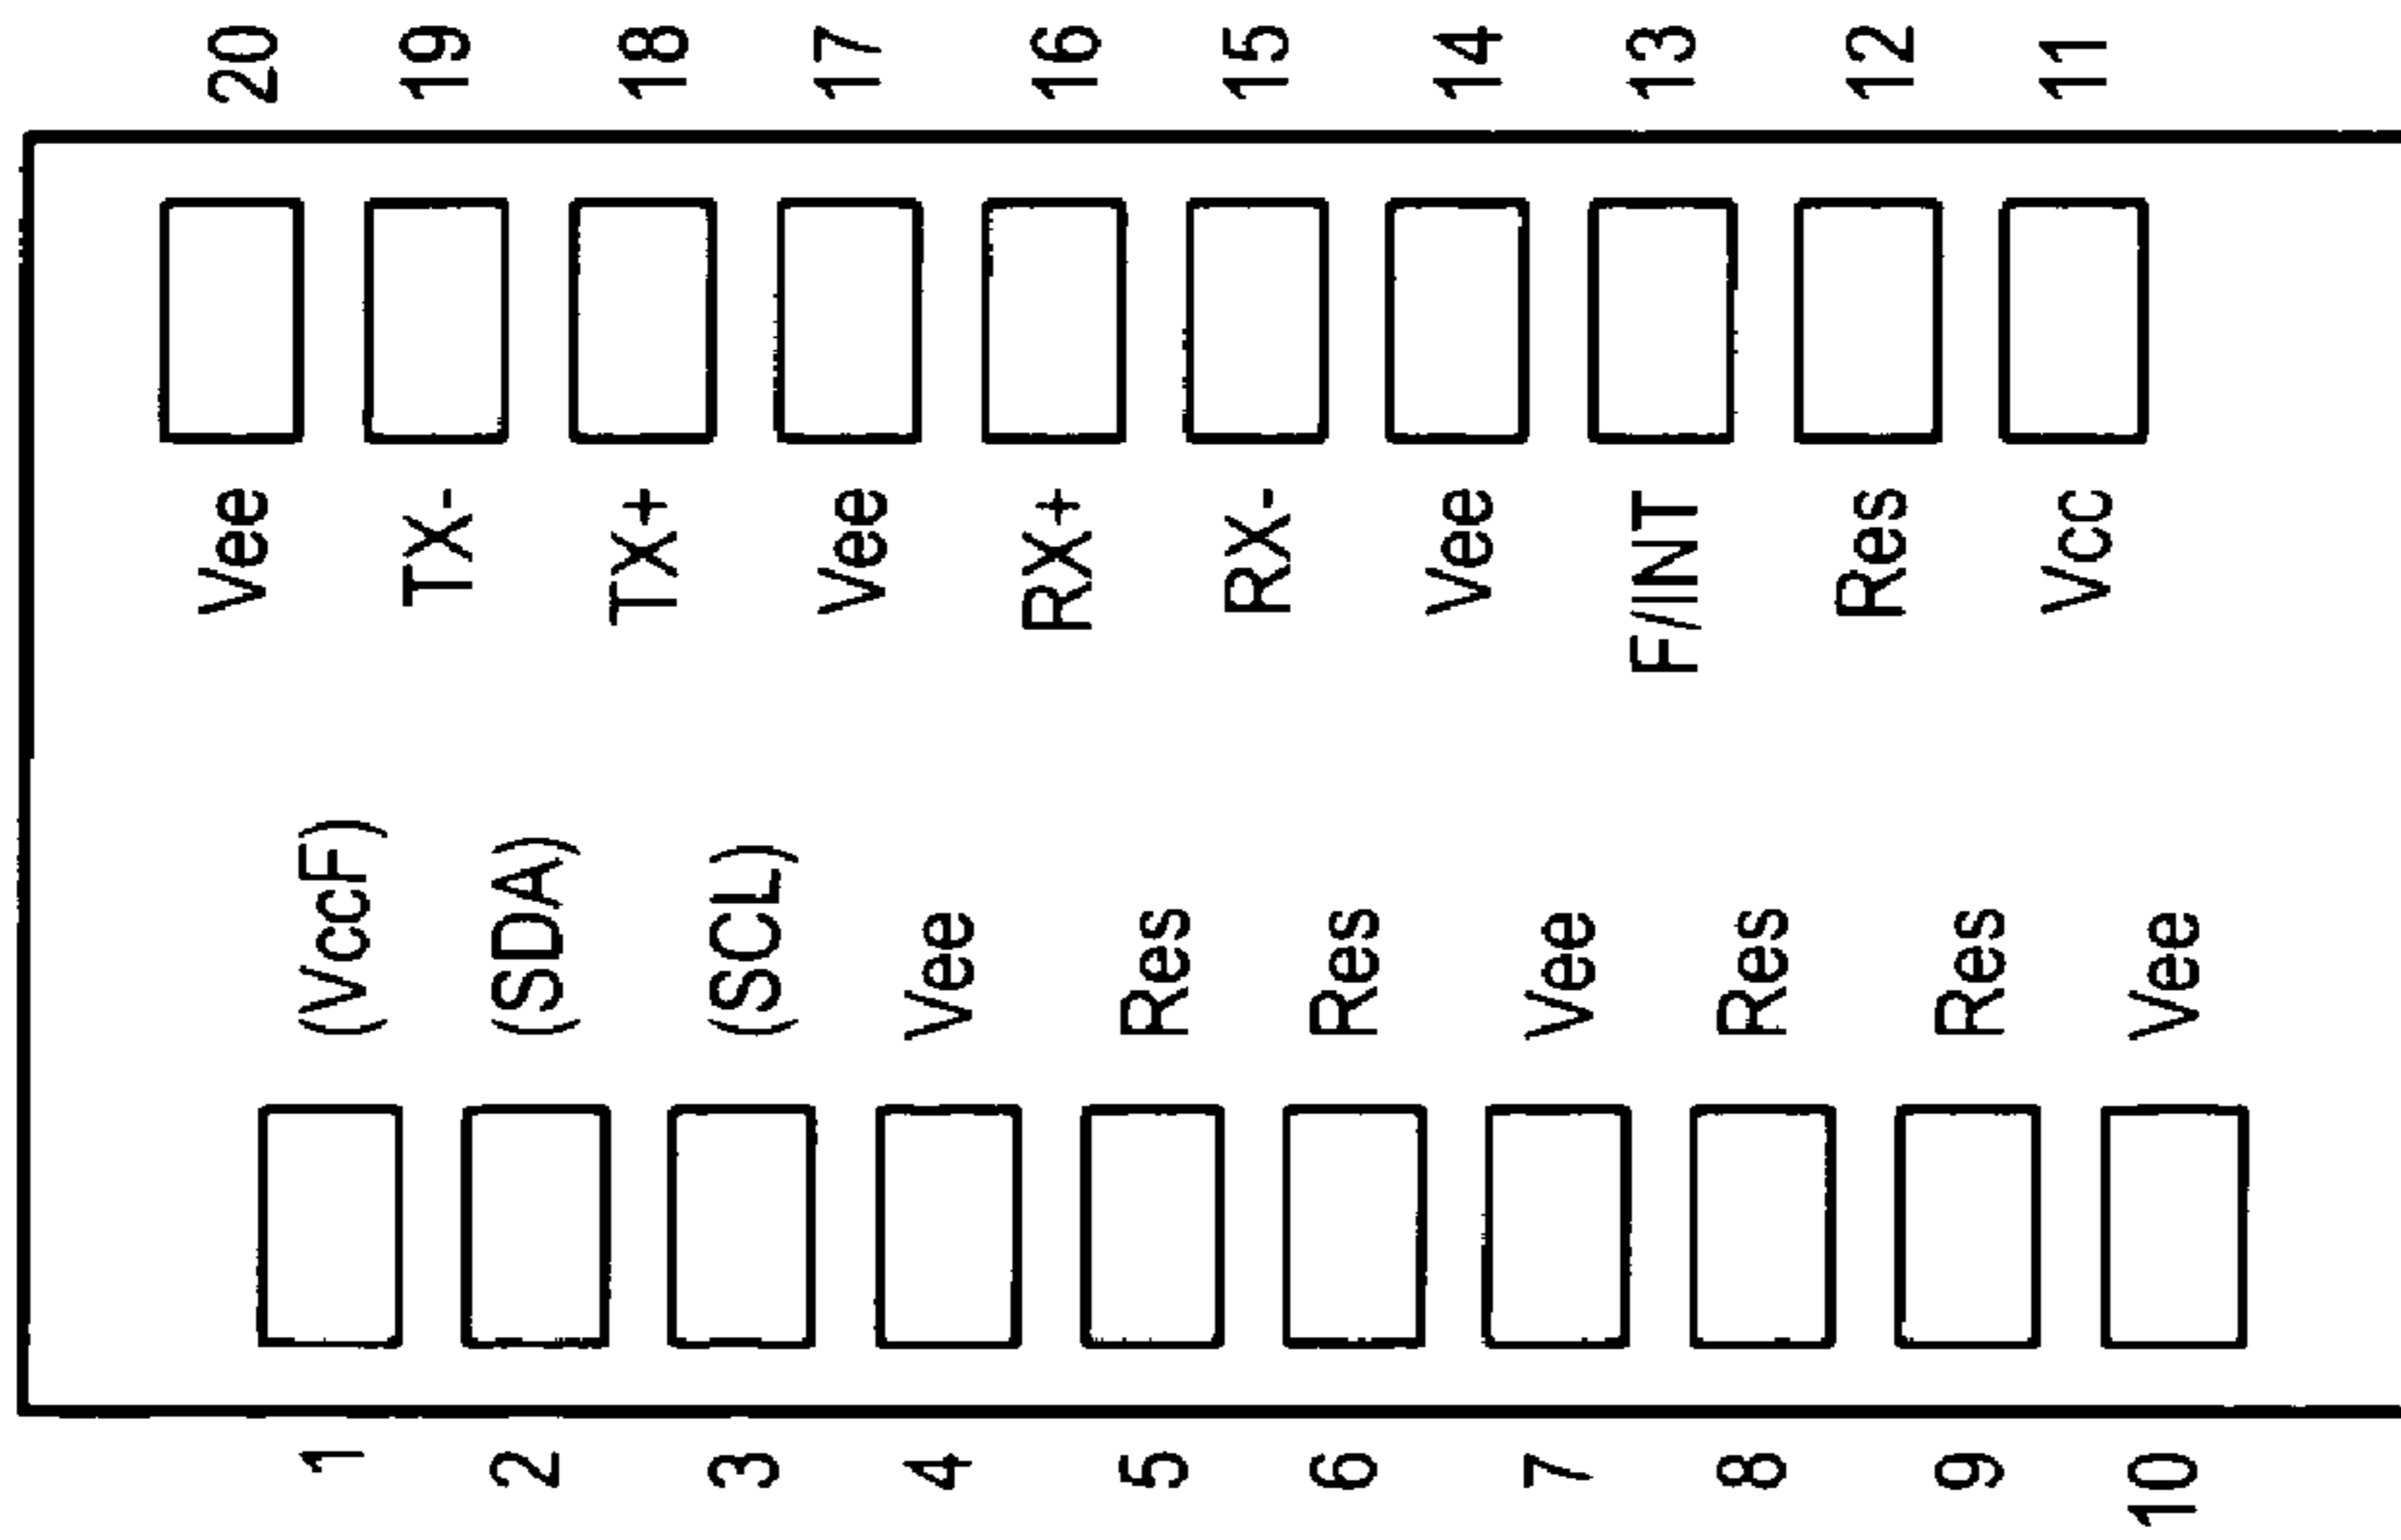 20
19
18
17
16
15
14
13
12
11
Vee
TX-
TX+
Vee
RX+
RX-
Vee
F/INT
Res
Vcc
(VccF)
(SDA)
(SCL)
Vee
Res
Res
Vee
Res
Res
Vee
1
2
3
4
5
6
7
8
9
10